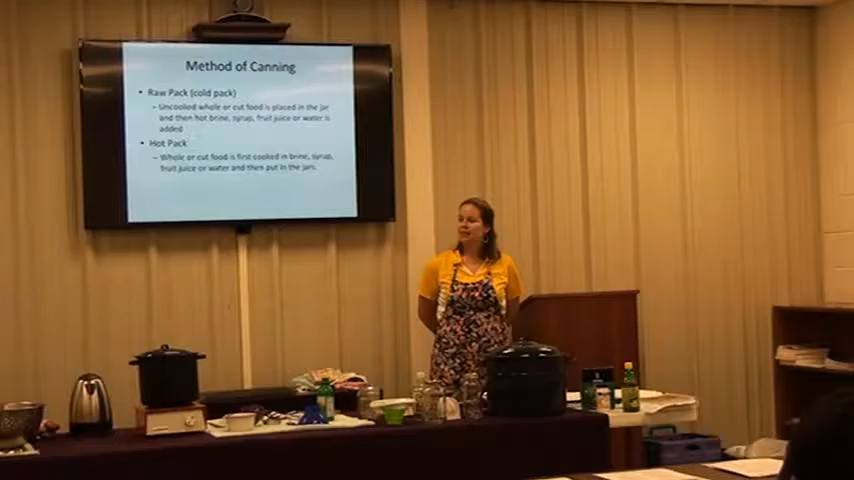 Method of Canning
• Raw Pack (cold pack)
– Uncooked whole or cut food is placed in the jar
and then hot brine, syrup, fruit juice or water is
added
• Hot Pack
– Whole or cut food is first cooked in brine, syrup,
fruit juice or water and then put in the jars.